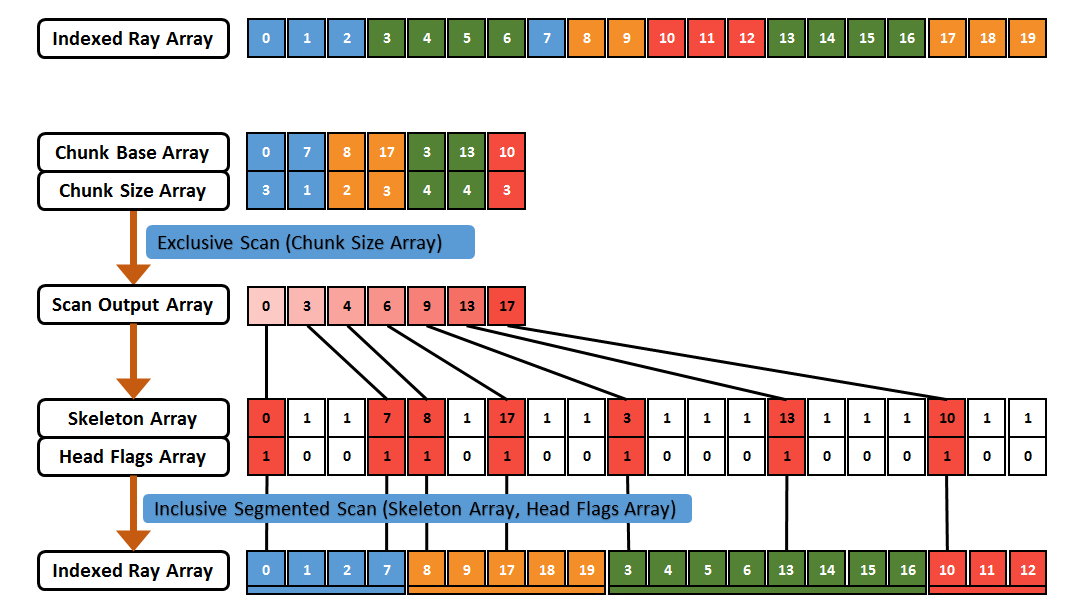 Indexed Ray Array 0 1 2 3 4 5 6 7 8 9 10 11 12 13 14 15 16 17 18 19
Chunk Base Array 0 7 8 17 3 13 10
Chunk Size Array 3 1 2 3 4 4 3
Exclusive Scan (Chunk Size Array)
Scan Output Array 0 3 4 6 9 13 17
Skeleton Array 0 1 1 7 8 1 17 1 1 3 1 1 1 13 1 1 1 10 1 1
Head Flags Array 1 0 0 1 1 0 1 0 0 1 0 0 0 1 0 0 0 1 0 0
Inclusive Segmented Scan (Skeleton Array, Head Flags Array)
Indexed Ray Array 0 1 2 7 8 9 17 18 19 3 4 5 6 13 14 15 16 10 11 12